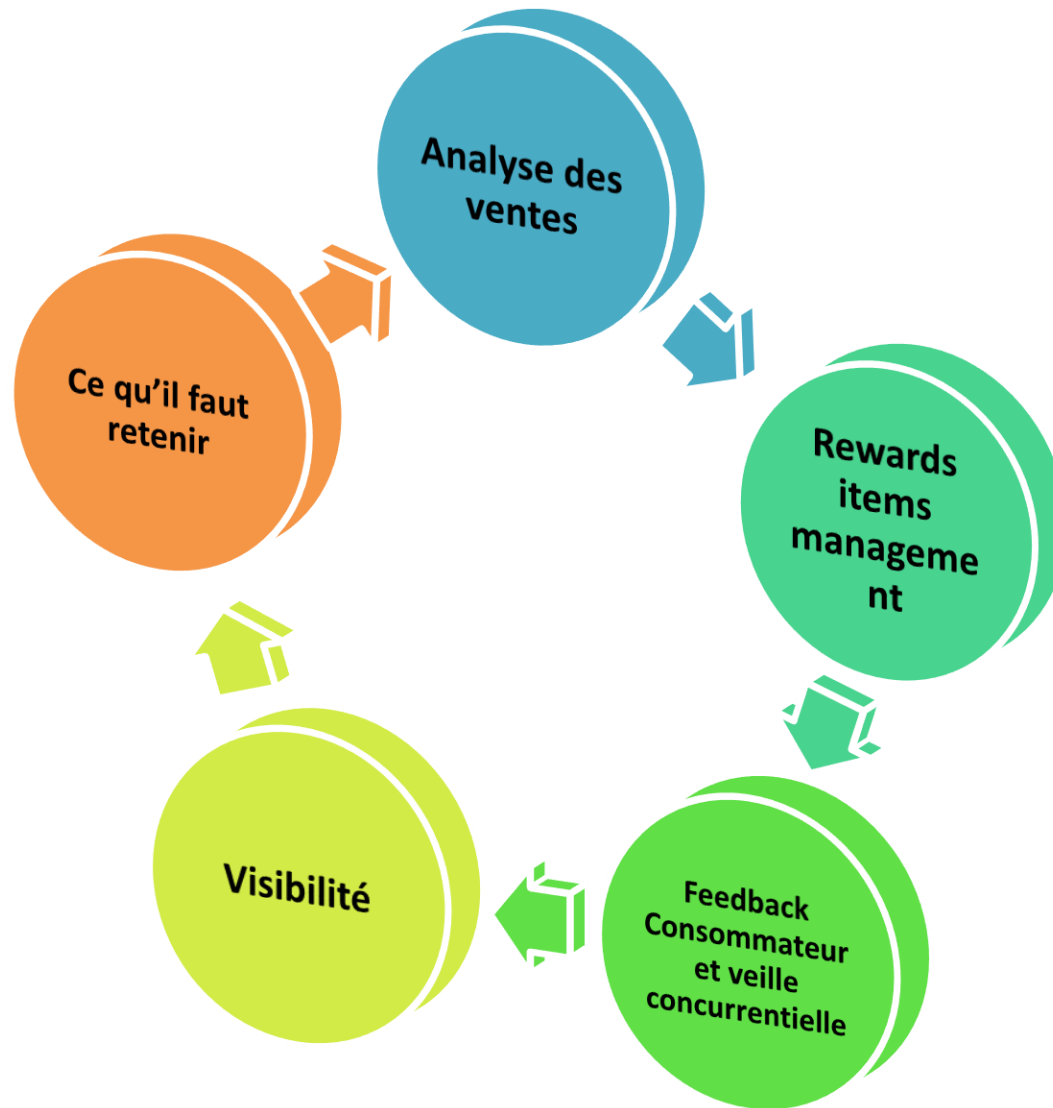 Analyse des
ventes
Rewards
items
manageme
nt
Feedback
Consommateur
et veille
concurrentielle
Visibilité
Ce qu’il faut
retenir